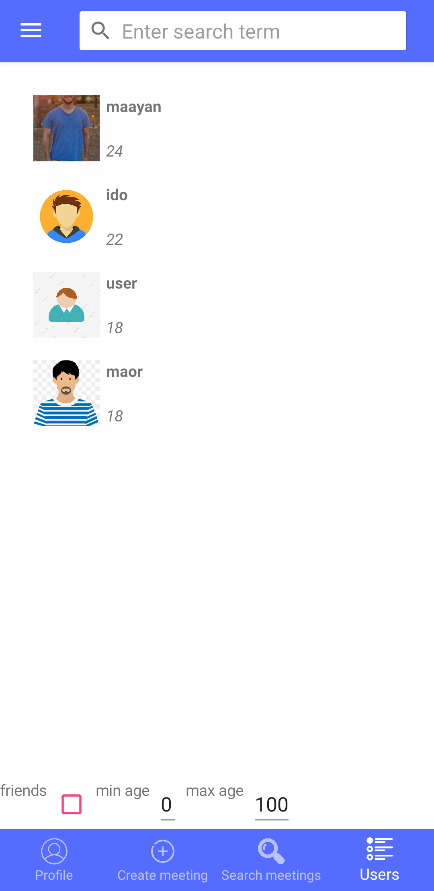 Enter search term
maayan
24
ido
22
user
18
maor
18
friends min age 0 max age 100
Profile Create meeting Search meetings Users